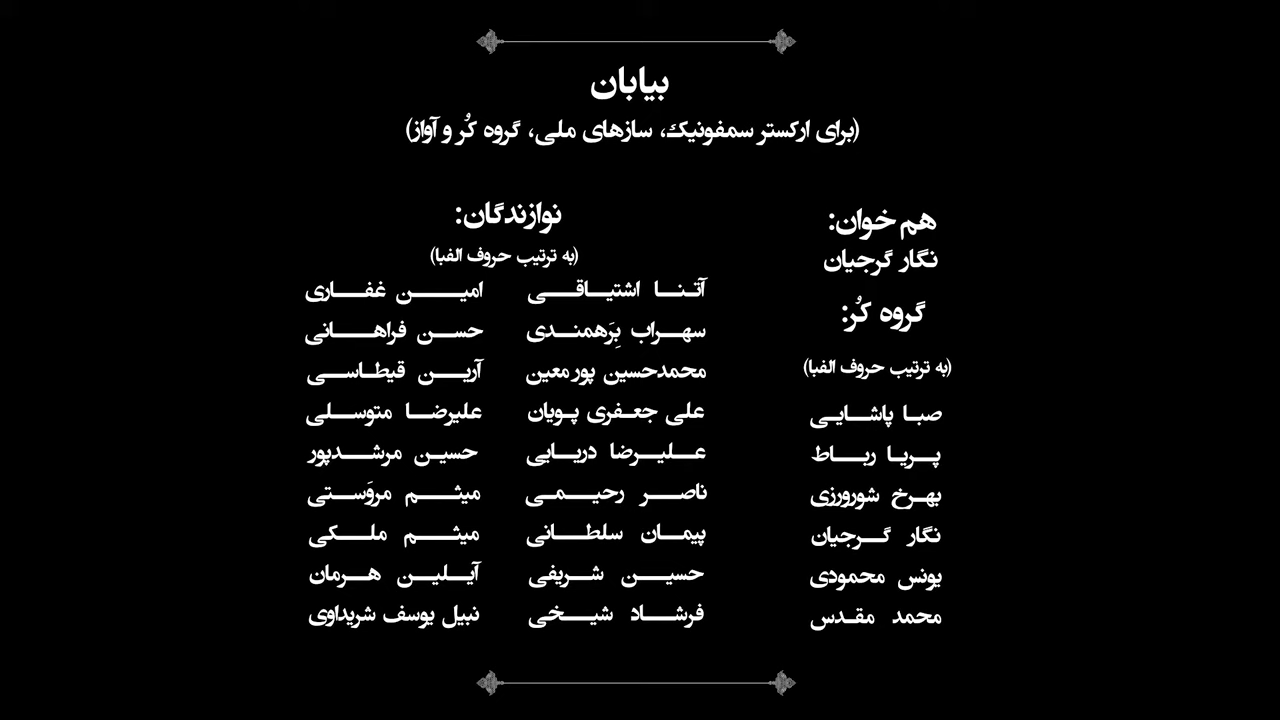 بیابان
(برای ارکستر سمفونیک، سازهای ملی، گروه کُر و آواز)
هم خوان:
نگار گرجیان
گروه کُر:
(به ترتیب حروف الفبا)
صبا پاشایی
پریا رباط
بهرخ شورورزی
نگار گرجیان
یونس محمودی
محمد مقدس
نوازندگان:
(به ترتیب حروف الفبا)
آتنا اشتیاقی
سهراب بِرَهمندی
محمدحسین پورمعین
علی جعفری پویان
علیرضا دریایی
ناصر رحیمی
پیمان سلطانی
حسین شریفی
فرشاد شیخی
امین غفاری
حسن فراهانی
آرین قیطاسی
علیرضا متوسلی
حسین مرشدپور
میثم مروَستی
میثم ملکی
آیلین هرمان
نبیل یوسف شریداوی